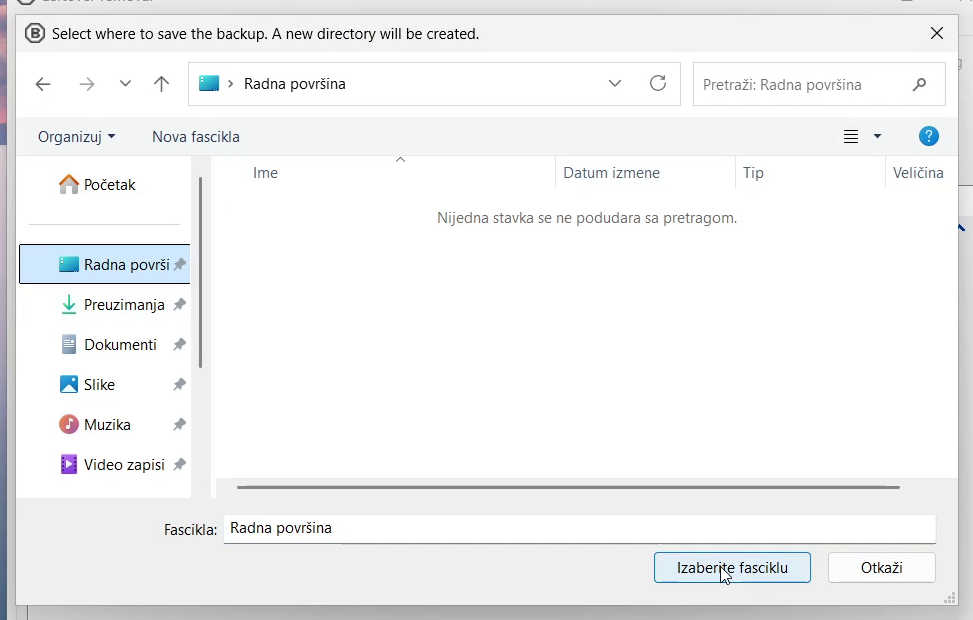 Select where to save the backup. A new directory will be created.
Radna površina
Pretraži: Radna površina
Organizuj
Nova fascikla
Početak
Radna površi
Preuzimanja
Dokumenti
Slike
Muzika
Video zapisi
Ime
Datum izmene
Tip
Veličina
Nijedna stavka se ne podudara sa pretragom.
Fascikla: Radna površina
Izaberite fasciklu
Otkaži